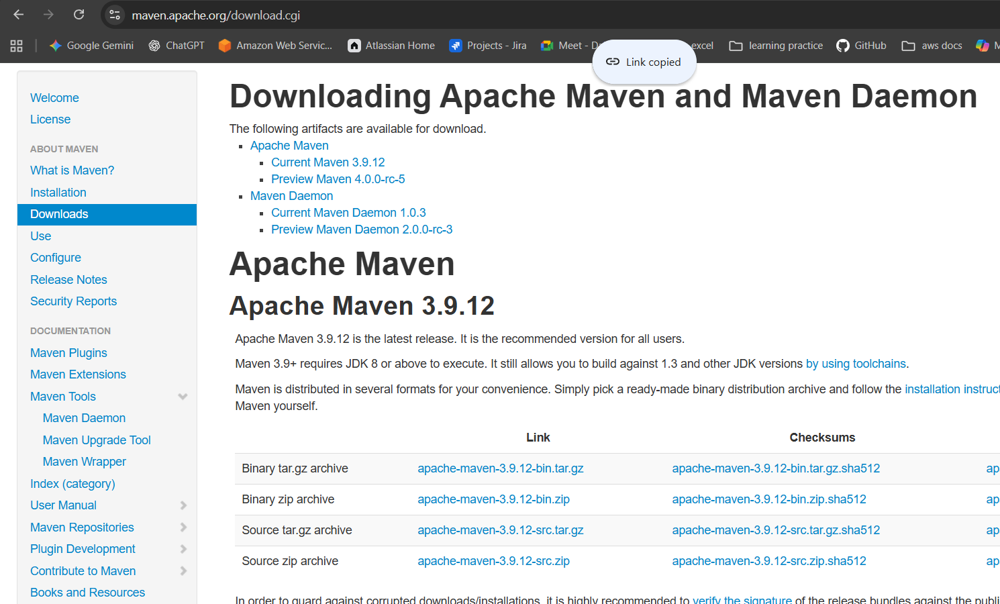 maven.apache.org/download.cgi
Google Gemini
ChatGPT
Amazon Web Servic...
Atlassian Home
Projects - Jira
Meet -
excel
learning practice
GitHub
aws docs
Link copied
Welcome
License
ABOUT MAVEN
What is Maven?
Installation
Downloads
Use
Configure
Release Notes
Security Reports
DOCUMENTATION
Maven Plugins
Maven Extensions
Maven Tools
Maven Daemon
Maven Upgrade Tool
Maven Wrapper
Index (category)
User Manual
Maven Repositories
Plugin Development
Contribute to Maven
Books and Resources
Downloading Apache Maven and Maven Daemon
The following artifacts are available for download.
Apache Maven
Current Maven 3.9.12
Preview Maven 4.0.0-rc-5
Maven Daemon
Current Maven Daemon 1.0.3
Preview Maven Daemon 2.0.0-rc-3
Apache Maven
Apache Maven 3.9.12
Apache Maven 3.9.12 is the latest release. It is the recommended version for all users.
Maven 3.9+ requires JDK 8 or above to execute. It still allows you to build against 1.3 and other JDK versions by using toolchains.
Maven is distributed in several formats for your convenience. Simply pick a ready-made binary distribution archive and follow the installation instruct
Maven yourself.
Link Checksums
Binary tar.gz archive apache-maven-3.9.12-bin.tar.gz apache-maven-3.9.12-bin.tar.gz.sha512 ap
Binary zip archive apache-maven-3.9.12-bin.zip apache-maven-3.9.12-bin.zip.sha512 ap
Source tar.gz archive apache-maven-3.9.12-src.tar.gz apache-maven-3.9.12-src.tar.gz.sha512 ap
Source zip archive apache-maven-3.9.12-src.zip apache-maven-3.9.12-src.zip.sha512 ap
In order to guard against corrupted downloads/installations, it is highly recommended to verify the signature of the release bundles against the publi